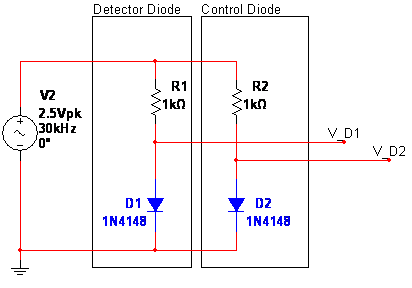 Detector Diode
Control Diode
V2
2.5Vpk
30kHz
0°
R1
1kΩ
R2
1kΩ
V_D1
V_D2
D1
1N4148
D2
1N4148